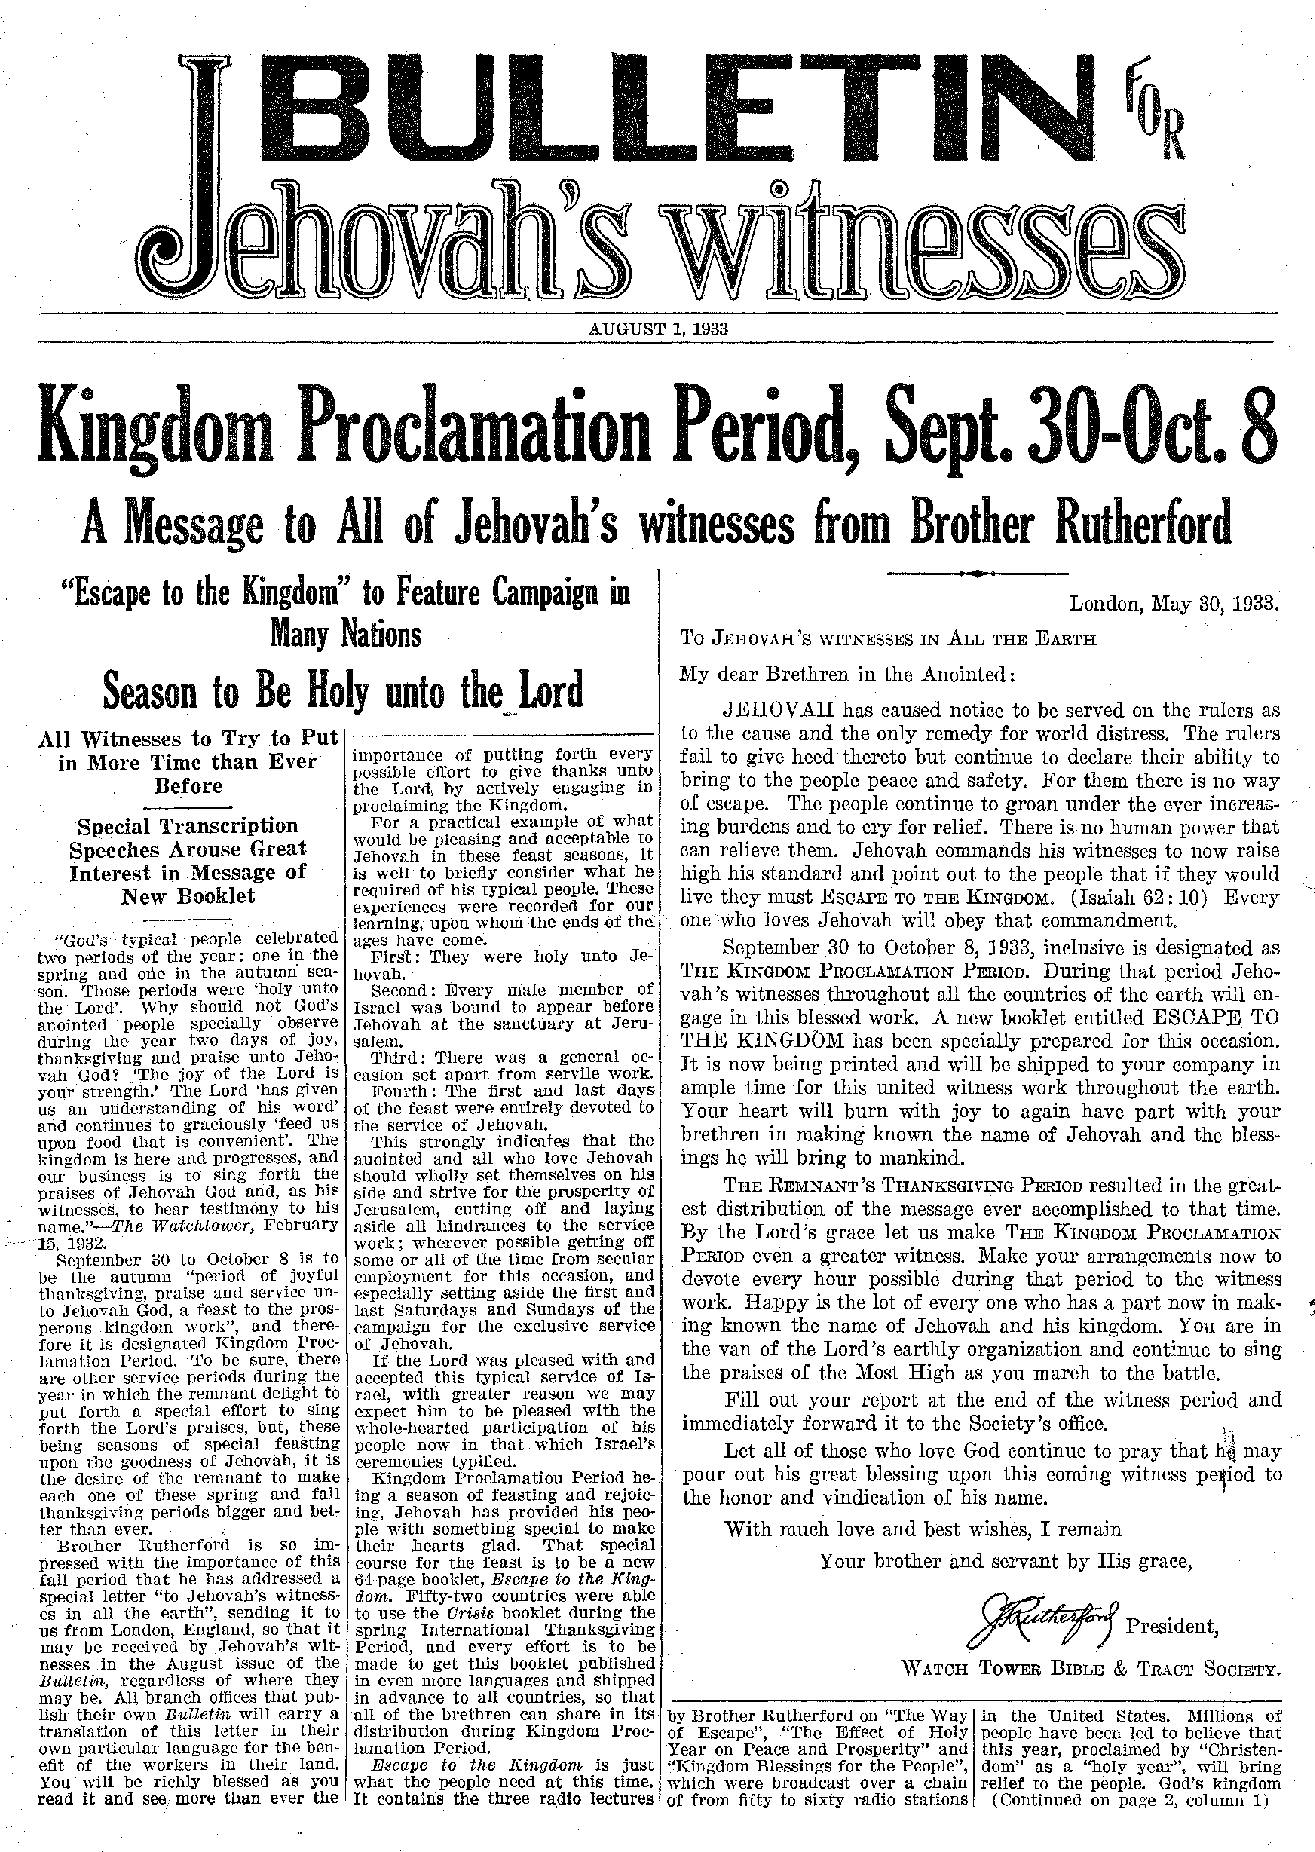 BULLETIN FOR
Jehovah's witnesses
AUGUST 1, 1933
Kingdom Proclamation Period, Sept. 30-Oct. 8
A Message to All of Jehovah's witnesses from Brother Rutherford
"Escape to the Kingdom" to Feature Campaign in
Many Nations
Season to Be Holy unto the Lord
All Witnesses to Try to Put
in More Time than Ever
Before
Special Transcription
Speeches Arouse Great
Interest in Message of
New Booklet
"God's typical people celebrated
two periods of the year: one in the
spring and one in the autumn sea-
son. Those periods were 'holy unto
the Lord'. Why should not God's
anointed people specially observe
during the year two days of joy,
thanksgiving and praise unto Jeho-
vah God? 'The joy of the Lord is
your strength.' The Lord 'has given
us an understanding of his word'
and continues to graciously 'feed us
upon food that is convenient'. The
kingdom is here and progresses, and
our business is to sing forth the
praises of Jehovah God and, as his
witnesses, to bear testimony to his
name."—The Watchtower, February
15, 1932.
September 30 to October 8 is to
be the autumn "period of joyful
thanksgiving, praise and service un-
to Jehovah God, a feast to the pros-
perous kingdom work", and there-
fore it is designated Kingdom Proc-
lamation Period. To be sure, there
are other service periods during the
year in which the remnant delight to
put forth a special effort to sing
forth the Lord's praises, but, these
being seasons of special feasting
upon the goodness of Jehovah, it is
the desire of the remnant to make
each one of these spring and fall
thanksgiving periods bigger and bet-
ter than ever.
Brother Rutherford is so im-
pressed with the importance of this
fall period that he has addressed a
special letter "to Jehovah's witness-
es in all the earth", sending it to
us from London, England, so that it
may be received by Jehovah's wit-
nesses in the August issue of the
Bulletin, regardless of where they
may be. All branch offices that pub-
lish their own Bulletin will carry a
translation of this letter in their
own particular language for the ben-
efit of the workers in their land.
You will be richly blessed as you
read it and see more than ever the
importance of putting forth every
possible effort to give thanks unto
the Lord, by actively engaging in
proclaiming the Kingdom.
For a practical example of what
would be pleasing and acceptable to
Jehovah in these feast seasons, it
is well to briefly consider what he
required of his typical people. These
experiences were recorded for our
learning, upon whom the ends of the
ages have come.
First: They were holy unto Je-
hovah.
Second: Every male member of
Israel was bound to appear before
Jehovah at the sanctuary at Jeru-
salem.
Third: There was a general oc-
casion set apart from servile work.
Fourth: The first and last days
of the feast were entirely devoted to
the service of Jehovah.
This strongly indicates that the
anointed and all who love Jehovah
should wholly set themselves on his
side and strive for the prosperity of
Jerusalem, cutting off and laying
aside all hindrances to the service
work; wherever possible getting off
some or all of the time from secular
employment for this occasion, and
especially setting aside the first and
last Saturdays and Sundays of the
campaign for the exclusive service
of Jehovah.
If the Lord was pleased with and
accepted this typical service of Is-
rael, with greater reason we may
expect him to be pleased with the
whole-hearted participation of his
people now in that which Israel's
ceremonies typified.
Kingdom Proclamation Period be-
ing a season of feasting and rejoic-
ing, Jehovah has provided his peo-
ple with something special to make
their hearts glad. That special
course for the feast is to be a new
64-page booklet, Escape to the King-
dom. Fifty-two countries were able
to use the Crisis booklet during the
spring International Thanksgiving
Period, and every effort is to be
made to get this booklet published
in even more languages and shipped
in advance to all countries, so that
all of the brethren can share in its
distribution during Kingdom Proc-
lamation Period.
Escape to the Kingdom is just
what the people need at this time.
It contains the three radio lectures
London, May 30, 1933.
TO JEHOVAH'S WITNESSES IN ALL THE EARTH
My dear Brethren in the Anointed:
JEHOVAH has caused notice to be served on the rulers as
to the cause and the only remedy for world distress. The rulers
fail to give heed thereto but continue to declare their ability to
bring to the people peace and safety. For them there is no way
of escape. The people continue to groan under the ever increas-
ing burdens and to cry for relief. There is no human power that
can relieve them. Jehovah commands his witnesses to now raise
high his standard and point out to the people that if they would
live they must ESCAPE TO THE KINGDOM. (Isaiah 62:10) Every
one who loves Jehovah will obey that commandment.
September 30 to October 8, 1933, inclusive is designated as
THE KINGDOM PROCLAMATION PERIOD. During that period Jeho-
vah's witnesses throughout all the countries of the earth will en-
gage in this blessed work. A new booklet entitled ESCAPE TO
THE KINGDOM has been specially prepared for this occasion.
It is now being printed and will be shipped to your company in
ample time for this united witness work throughout the earth.
Your heart will burn with joy to again have part with your
brethren in making known the name of Jehovah and the bless-
ings he will bring to mankind.
THE REMNANT'S THANKSGIVING PERIOD resulted in the great-
est distribution of the message ever accomplished to that time.
By the Lord's grace let us make THE KINGDOM PROCLAMATION
PERIOD even a greater witness. Make your arrangements now to
devote every hour possible during that period to the witness
work. Happy is the lot of every one who has a part now in mak-
ing known the name of Jehovah and his kingdom. You are in
the van of the Lord's earthly organization and continue to sing
the praises of the Most High as you march to the battle.
Fill out your report at the end of the witness period and
immediately forward it to the Society's office.
Let all of those who love God continue to pray that he may
pour out his great blessing upon this coming witness period to
the honor and vindication of his name.
With much love and best wishes, I remain
Your brother and servant by His grace,
J F Rutherford President,
WATCH TOWER BIBLE & TRACT SOCIETY.
by Brother Rutherford on "The Way
of Escape", "The Effect of Holy
Year on Peace and Prosperity" and
"Kingdom Blessings for the People",
which were broadcast over a chain
of from fifty to sixty radio stations
in the United States. Millions of
people have been led to believe that
this year, proclaimed by "Christen-
dom" as a "holy year", will bring
relief to the people. God's kingdom
(Continued on page 2, column 1)